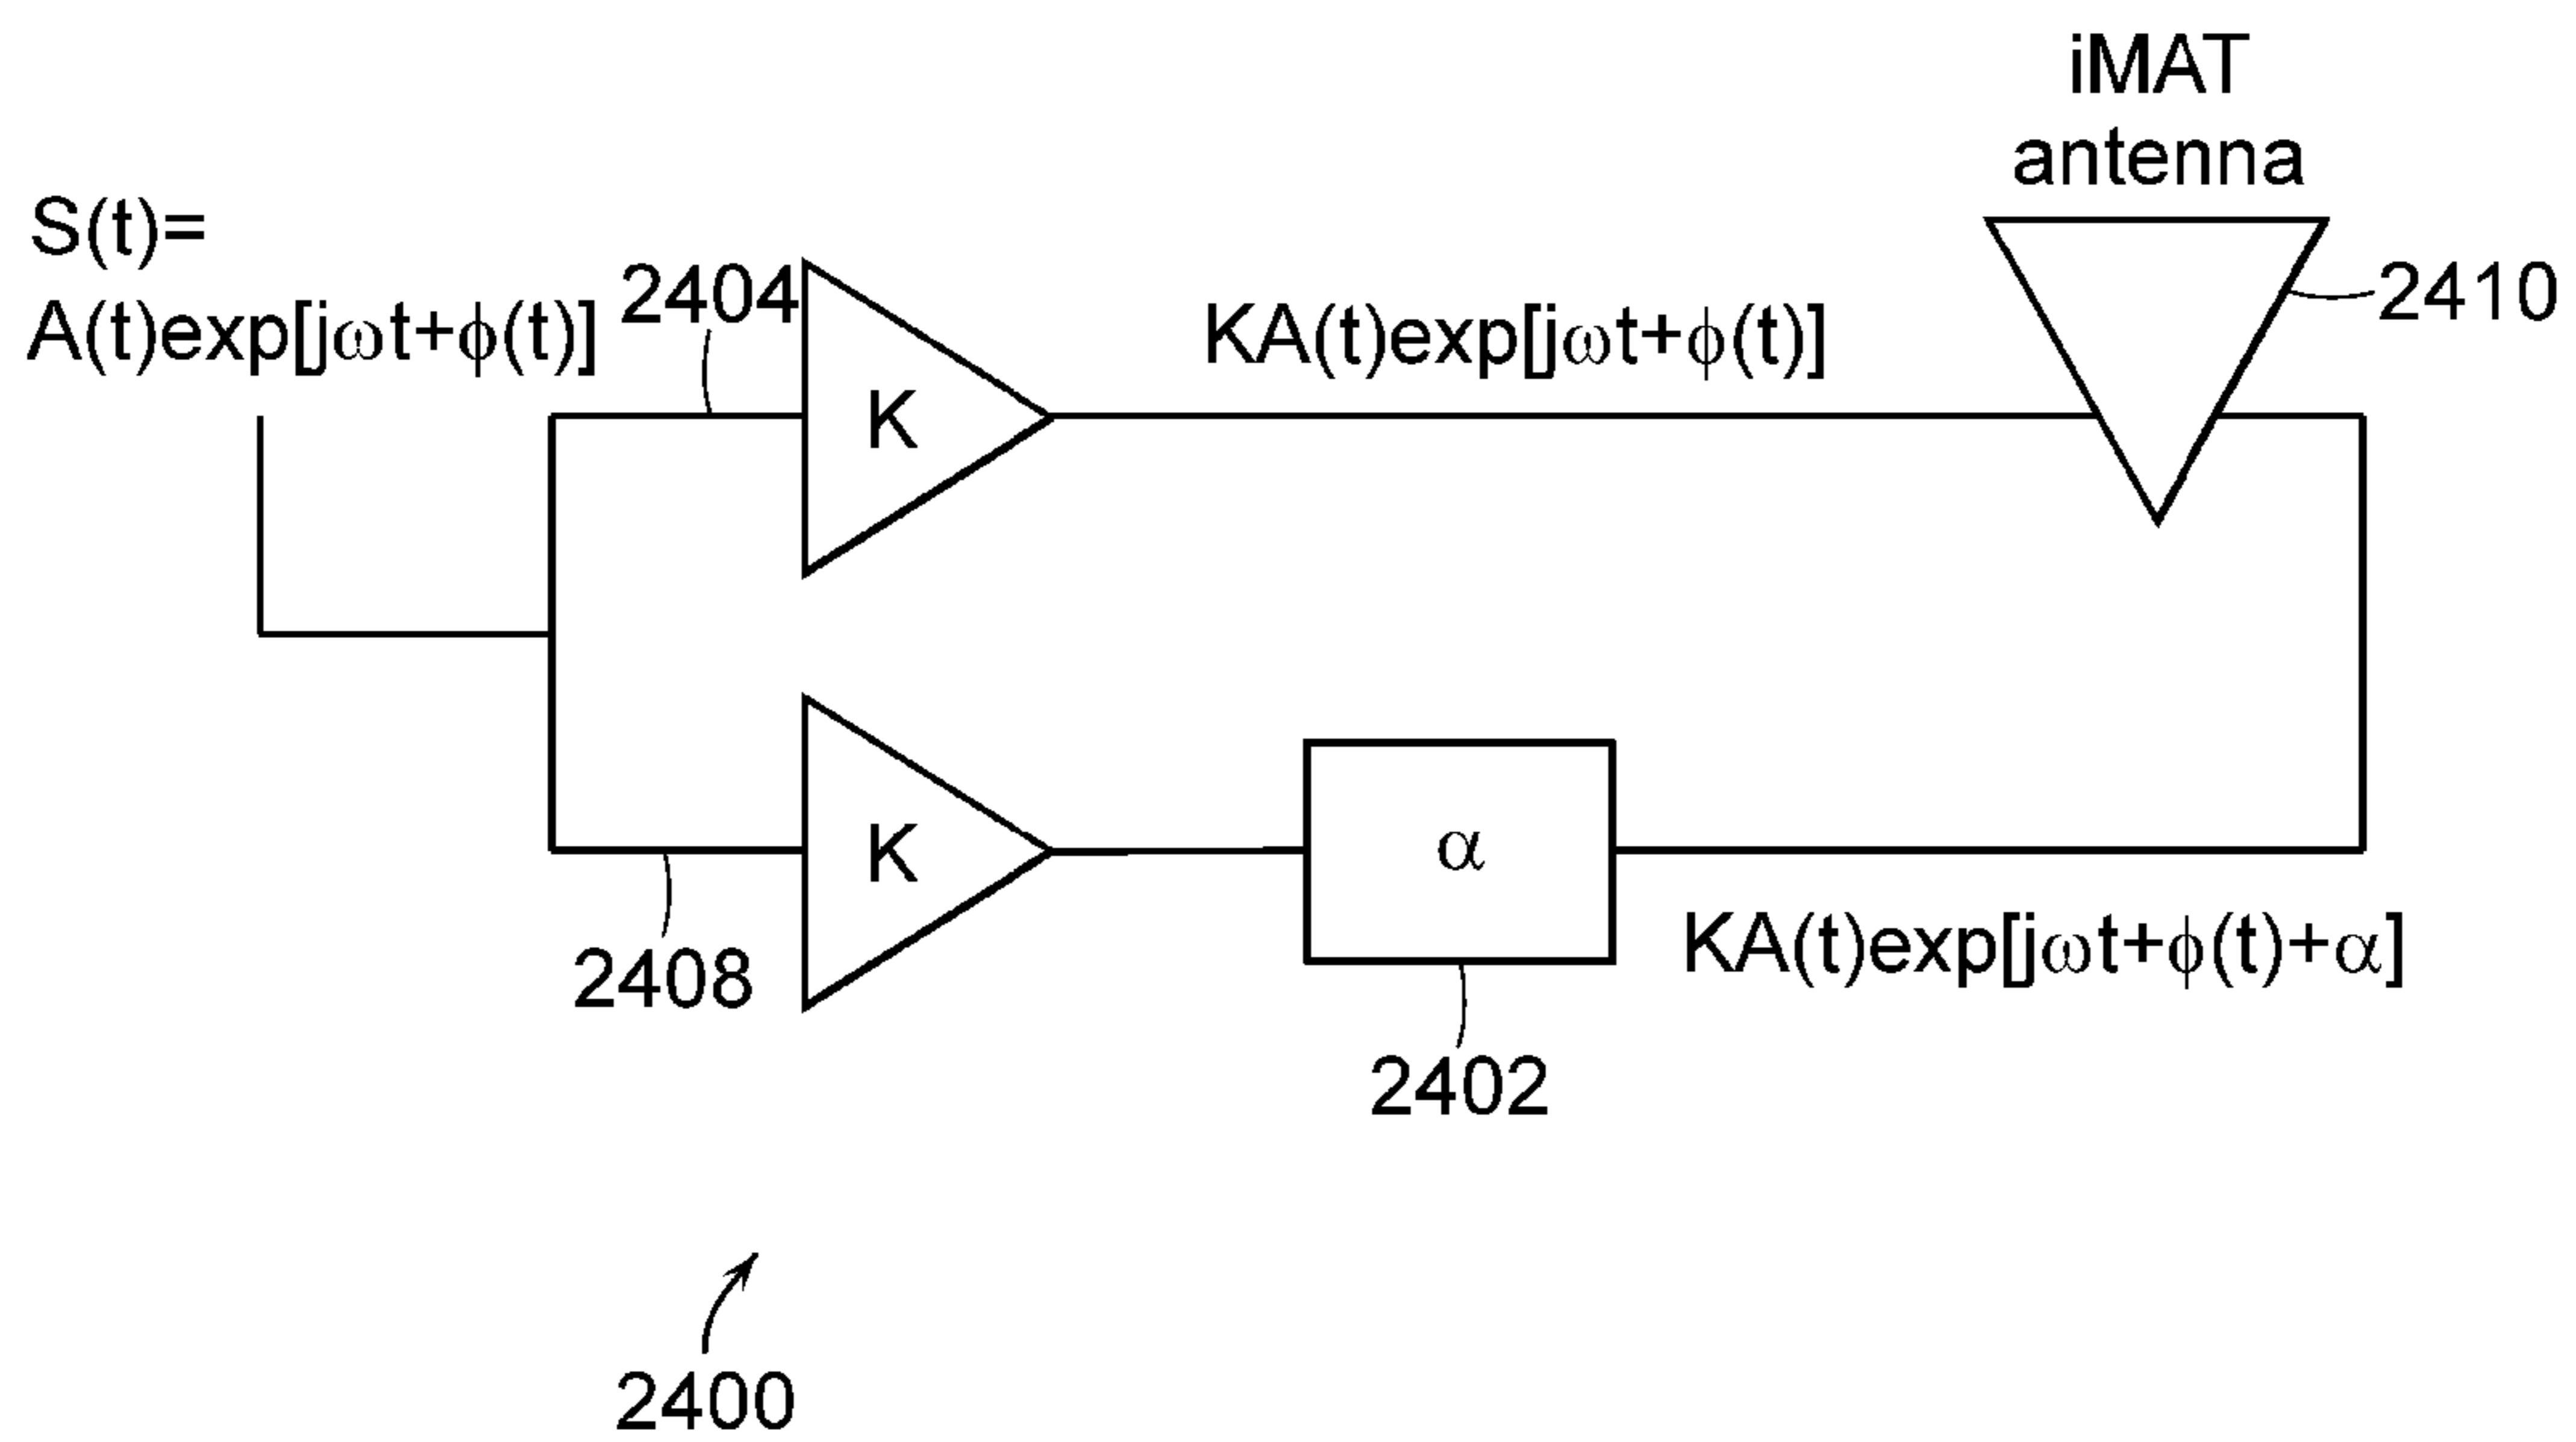 iMAT
antenna
S(t)=
A(t)exp[jωt+ϕ(t)]
2404
KA(t)exp[jωt+ϕ(t)]
2410
K
K
α
2408
KA(t)exp[jωt+ϕ(t)+α]
2402
2400